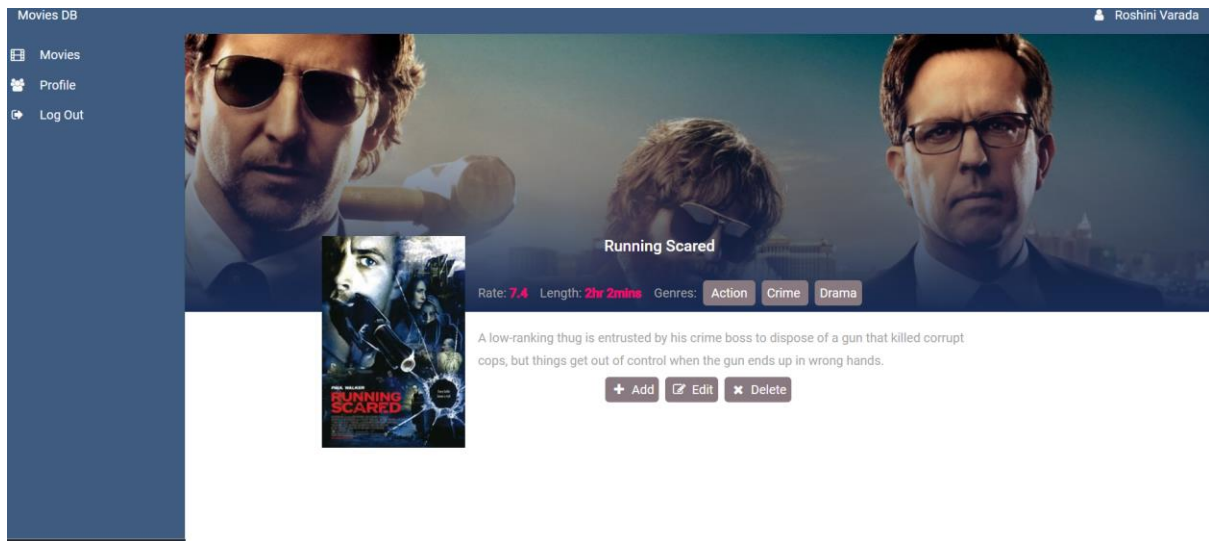 Movies DB
Roshini Varada
Movies
Profile
Log Out
Running Scared
Rate: 7.4 Length: 2hr 2mins Genres: Action Crime Drama
A low-ranking thug is entrusted by his crime boss to dispose of a gun that killed corrupt
cops, but things get out of control when the gun ends up in wrong hands.
Add Edit Delete
PAUL WALKER
RUNNING
SCARED